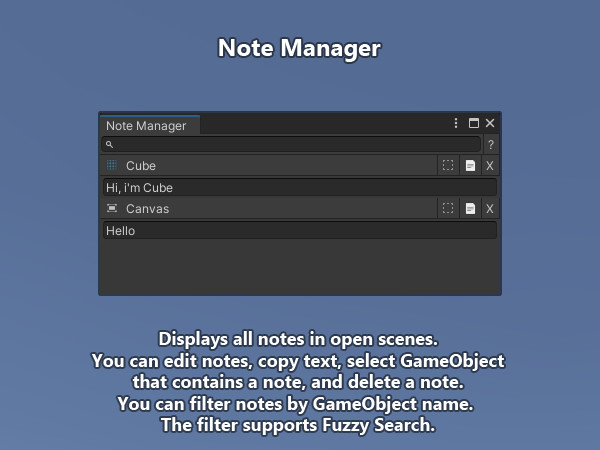 Note Manager
Note Manager
?
Cube
X
Hi, i'm Cube
Canvas
X
Hello
Displays all notes in open scenes.
You can edit notes, copy text, select GameObject
that contains a note, and delete a note.
You can filter notes by GameObject name.
The filter supports Fuzzy Search.